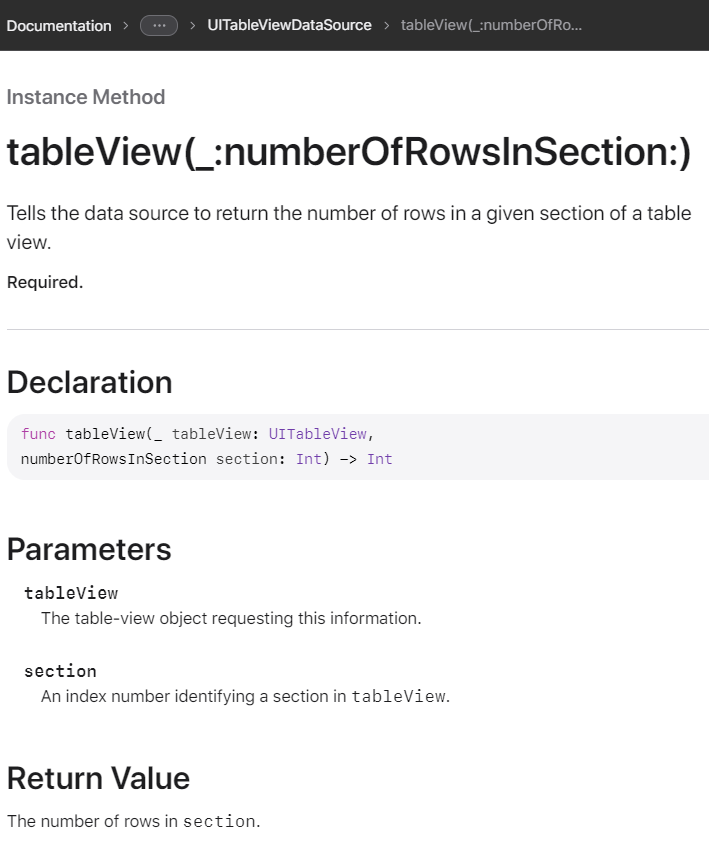 Documentation > ... > UITableViewDataSource > tableView(_:numberOfRo...
Instance Method
tableView(_:numberOfRowsInSection:)
Tells the data source to return the number of rows in a given section of a table
view.
Required.
Declaration
func tableView(_ tableView: UITableView,
numberOfRowsInSection section: Int) -> Int
Parameters
tableView
The table-view object requesting this information.
section
An index number identifying a section in tableView.
Return Value
The number of rows in section.